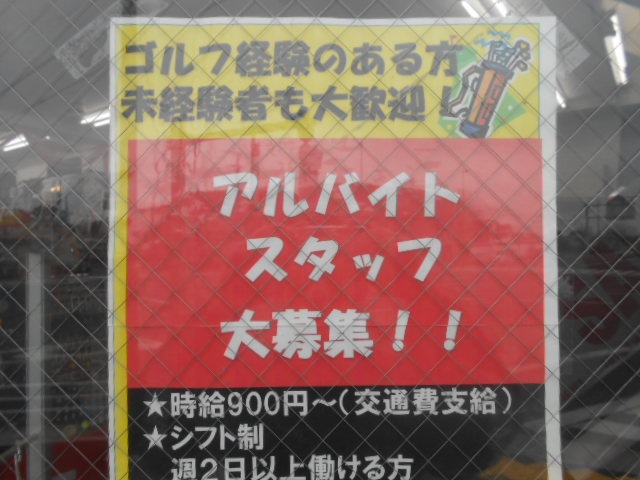 ゴルフ経験のある方
未経験者も大歓迎！
アルバイト
スタッフ
大募集！！
★時給900円～（交通費支給）
★シフト制
週２日以上働ける方